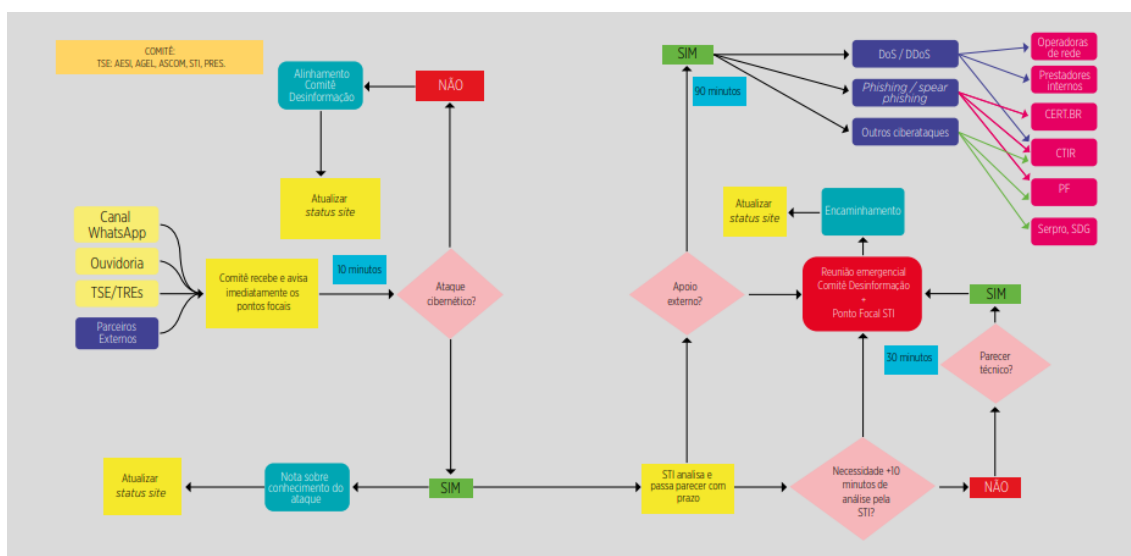 COMITÊ:
TSE: AESI, AGEL, ASCOM, STI, PRES.
Alinhamento
Comitê
Desinformação
NÃO
Atualizar
status site
Canal
WhatsApp
Ouvidoria
TSE/TREs
Parceiros
Externos
Comitê recebe e avisa
imediatamente os
pontos focais
10 minutos
Ataque
cibernético?
Atualizar
status site
Nota sobre
conhecimento do
ataque
SIM
SIM
90 minutos
DoS / DDoS
Phishing / spear
phishing
Outros ciberataques
Operadoras
de rede
Prestadores
internos
CERT.BR
CTIR
PF
Serpro, SDG
Atualizar
status site
Encaminhamento
Apoio
externo?
Reunião emergencial
Comitê Desinformação
+
Ponto Focal STI
SIM
30 minutos
Parecer
técnico?
STI analisa e
passa parecer com
prazo
Necessidade +10
minutos de
análise pela
STI?
NÃO